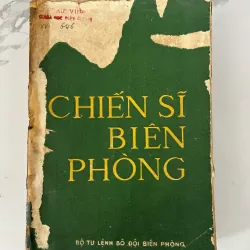 CHIẾN SĨ
BIÊN
PHÒNG
BỘ TƯ LỆNH BỘ ĐỘI BIÊN PHÒNG